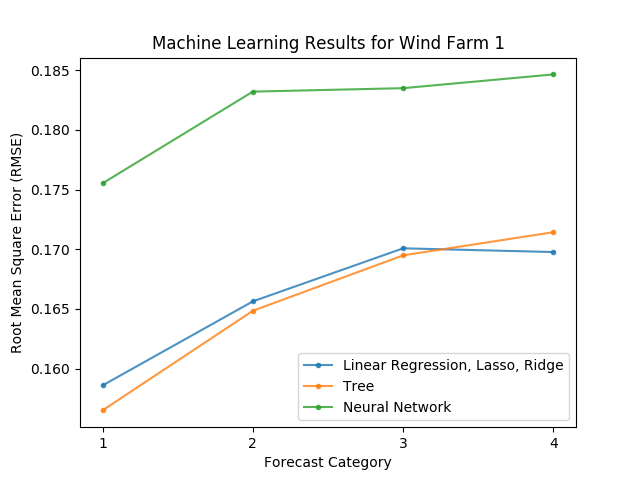 Machine Learning Results for Wind Farm 1
Root Mean Square Error (RMSE)
0.185
0.180
0.175
0.170
0.165
0.160
Linear Regression, Lasso, Ridge
Tree
Neural Network
1 2 3 4
Forecast Category